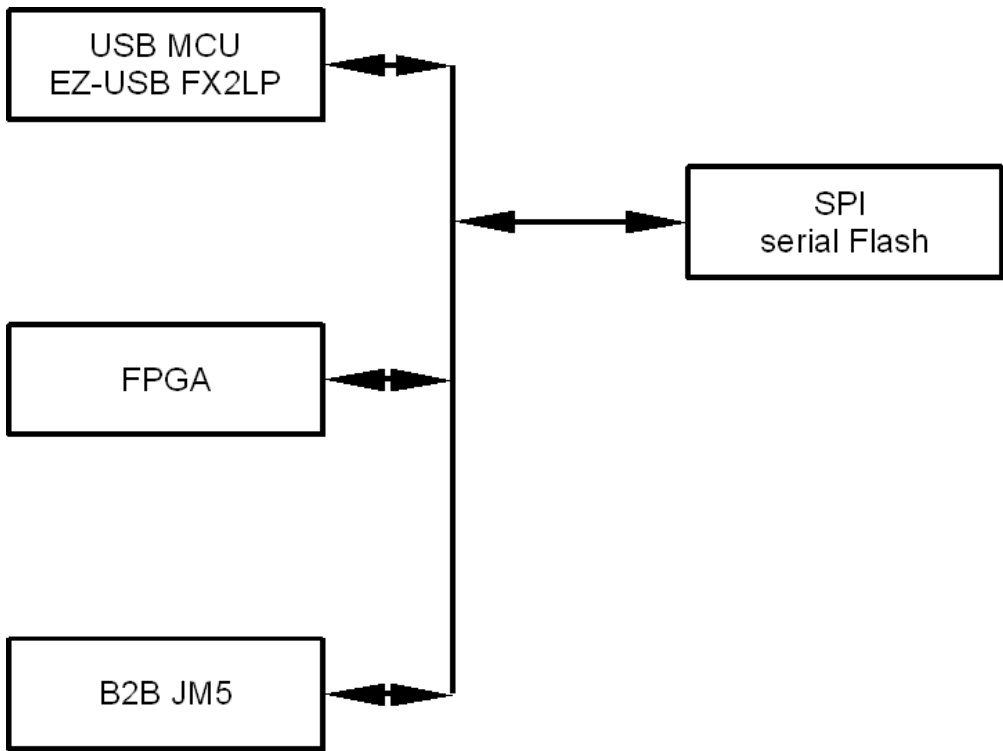 USB MCU
EZ-USB FX2LP
SPI
serial Flash
FPGA
B2B JM5